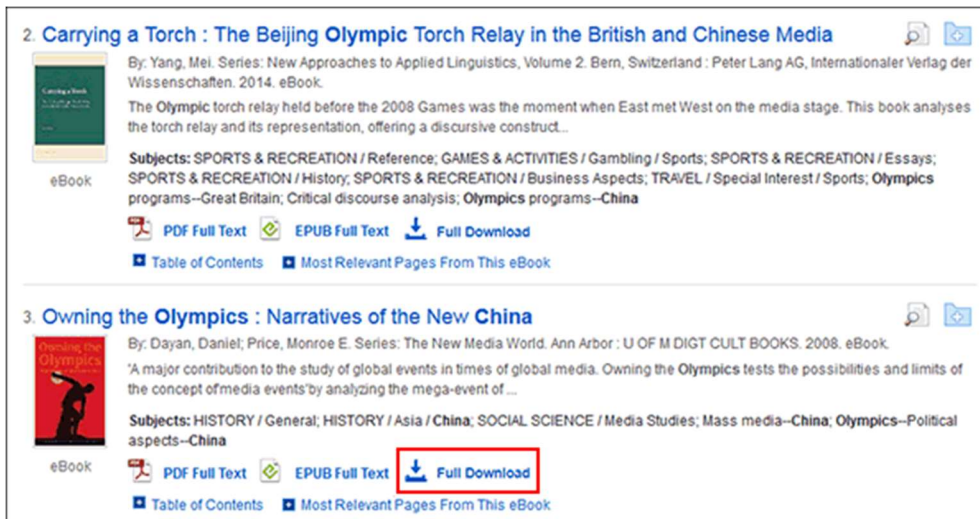 2. Carrying a Torch : The Beijing Olympic Torch Relay in the British and Chinese Media
By: Yang, Mei. Series: New Approaches to Applied Linguistics, Volume 2. Bern, Switzerland : Peter Lang AG, Internationaler Verlag der
Wissenschaften. 2014. eBook.
The Olympic torch relay held before the 2008 Games was the moment when East met West on the media stage. This book analyses
the torch relay and its representation, offering a discursive construct...
Carrying a Torch
Subjects: SPORTS & RECREATION / Reference; GAMES & ACTIVITIES / Gambling / Sports; SPORTS & RECREATION / Essays;
SPORTS & RECREATION / History; SPORTS & RECREATION / Business Aspects; TRAVEL / Special Interest / Sports; Olympics
programs--Great Britain; Critical discourse analysis; Olympics programs--China
eBook
PDF Full Text EPUB Full Text Full Download
Table of Contents Most Relevant Pages From This eBook
3. Owning the Olympics : Narratives of the New China
By: Dayan, Daniel; Price, Monroe E. Series: The New Media World. Ann Arbor : U OF M DIGT CULT BOOKS. 2008. eBook.
'A major contribution to the study of global events in times of global media. Owning the Olympics tests the possibilities and limits of
the concept of'media events'by analyzing the mega-event of ...
Owning the
Olympics
Subjects: HISTORY / General; HISTORY / Asia / China; SOCIAL SCIENCE / Media Studies; Mass media--China; Olympics--Political
aspects--China
eBook
PDF Full Text EPUB Full Text Full Download
Table of Contents Most Relevant Pages From This eBook